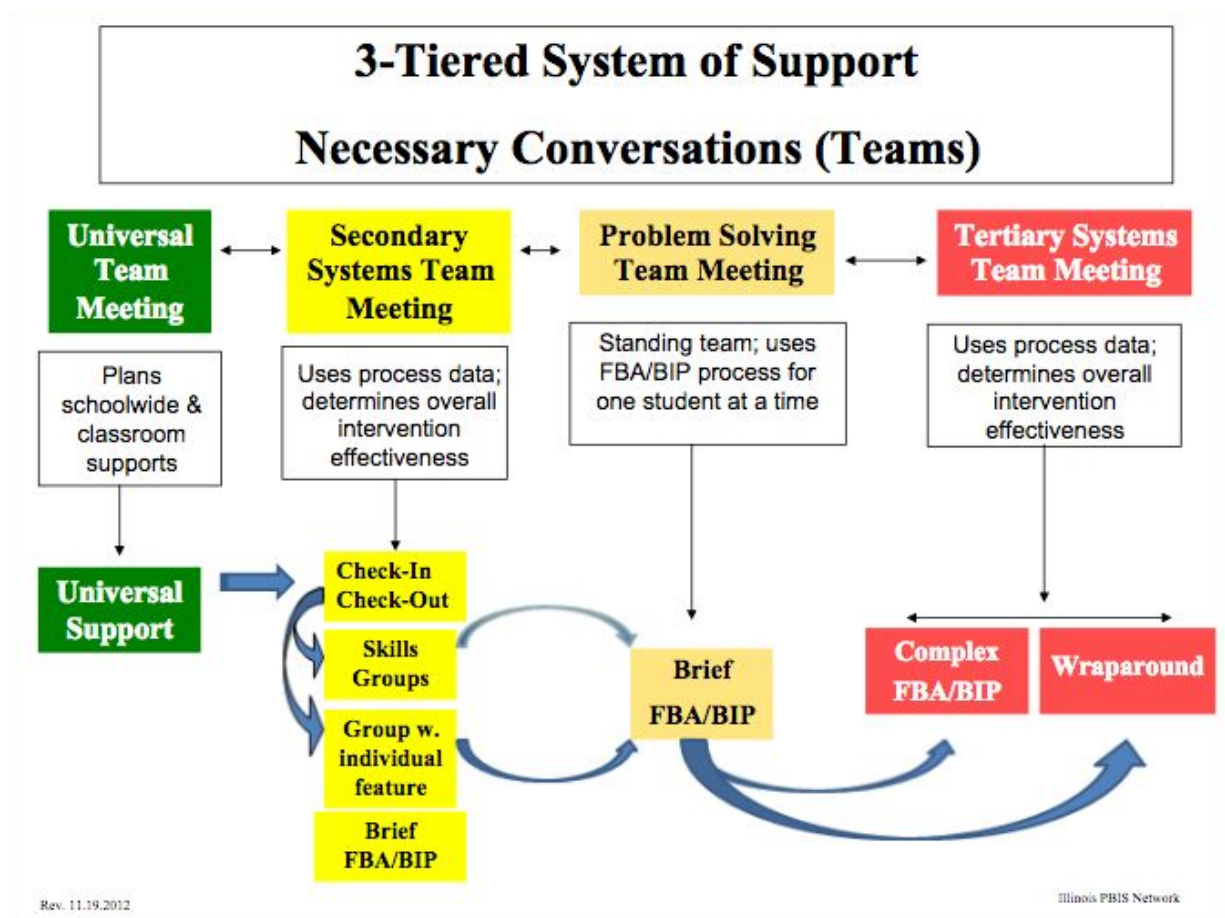 3-Tiered System of Support
Necessary Conversations (Teams)
Universal
Team
Meeting
Secondary
Systems Team
Meeting
Problem Solving
Team Meeting
Tertiary Systems
Team Meeting
Plans
schoolwide &
classroom
supports
Uses process data;
determines overall
intervention
effectiveness
Standing team; uses
FBA/BIP process for
one student at a time
Uses process data;
determines overall
intervention
effectiveness
Universal
Support
Check-In
Check-Out
Skills
Groups
Group w.
individual
feature
Brief
FBA/BIP
Brief
FBA/BIP
Complex
FBA/BIP
Wraparound
Rev. 11.19.2012
Illinois PBIS Network